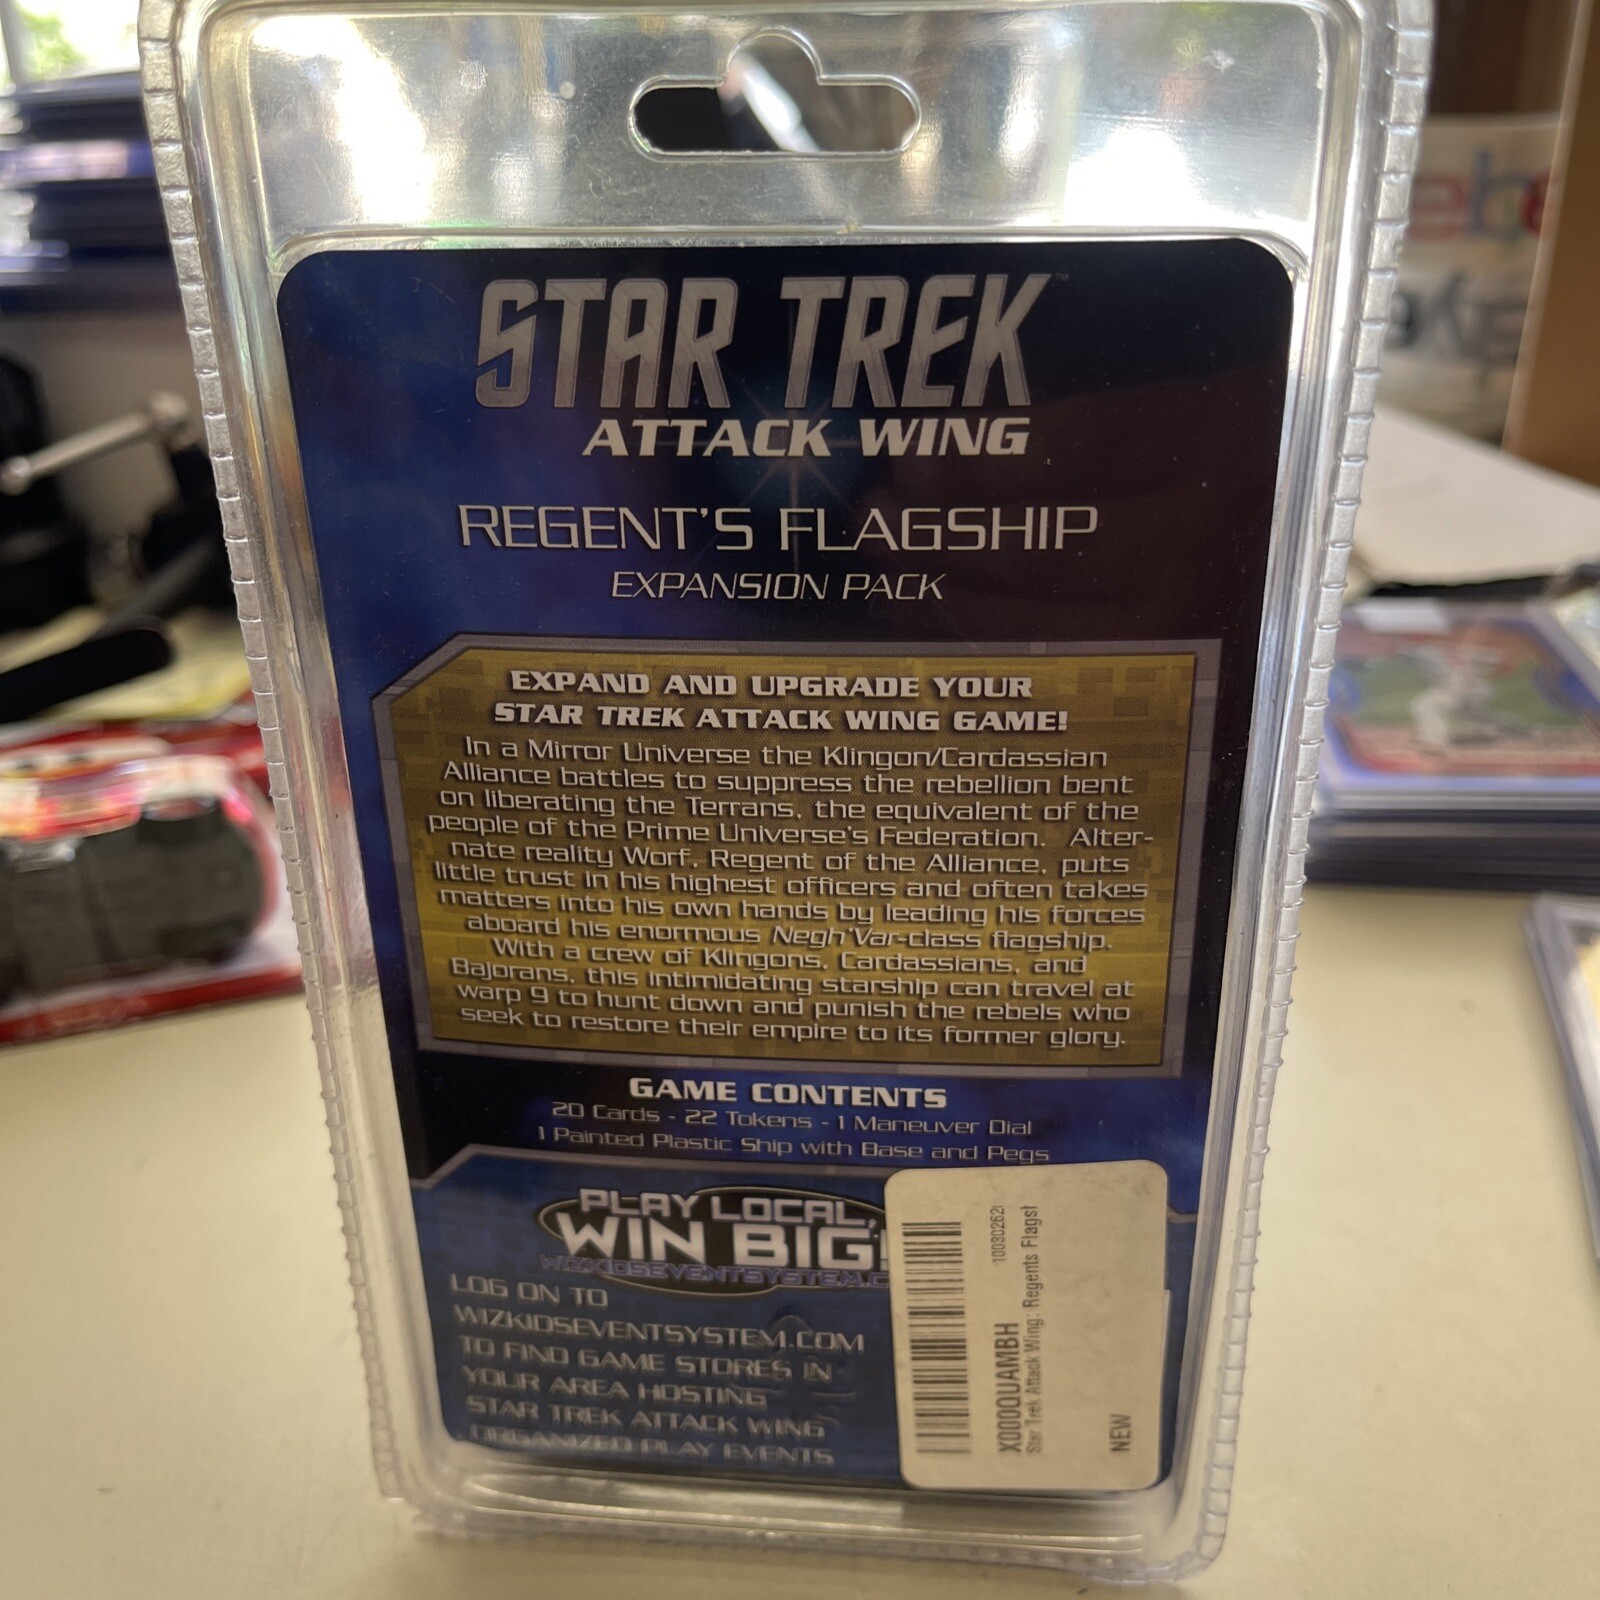 STAR TREK™
ATTACK WING
REGENT'S FLAGSHIP
EXPANSION PACK
EXPAND AND UPGRADE YOUR
STAR TREK ATTACK WING GAME!
In a Mirror Universe the Klingon/Cardassian
Alliance battles to suppress the rebellion bent
on liberating the Terrans, the equivalent of the
people of the Prime Universe's Federation. Alter-
nate reality Worf, Regent of the Alliance, puts
little trust in his highest officers and often takes
matters into his own hands by leading his forces
aboard his enormous Negh'Var-class flagship.
With a crew of Klingons, Cardassians, and
Bajorans, this intimidating starship can travel at
warp 9 to hunt down and punish the rebels who
seek to restore their empire to its former glory.
GAME CONTENTS
20 Cards - 22 Tokens - 1 Maneuver Dial
1 Painted Plastic Ship with Base and Pegs
PLAY LOCAL,
WIN BIG!
WIZKIDSEVENTSYSTEM.C
LOG ON TO
WIZKIDSEVENTSYSTEM.COM
TO FIND GAME STORES IN
YOUR AREA HOSTING
STAR TREK ATTACK WING
ORGANIZED PLAY EVENTS
10030262
X000QUAMBH
Star Trek Attack Wing: Regents Flagsh
NEW